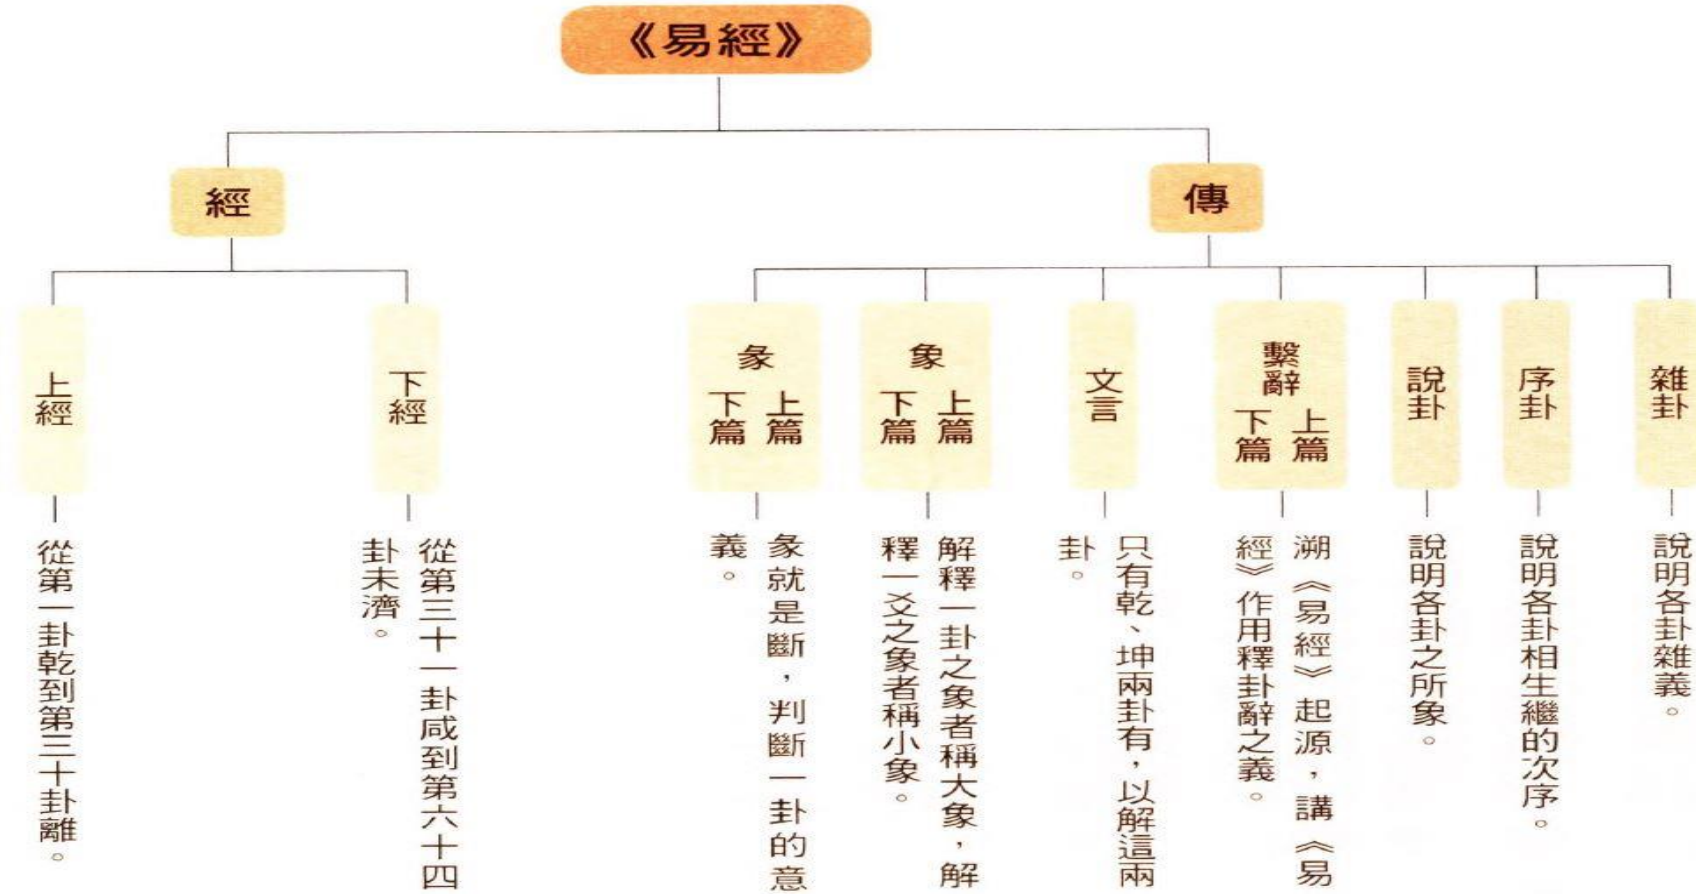 《易經》
經
傳
上經
下經
彖
上篇
下篇
象
上篇
下篇
文言
繫辭
上篇
下篇
說卦
序卦
雜卦
從第一卦乾到第三十卦離。
從第三十一卦咸到第六十四
卦未濟。
彖就是斷，判斷一卦的意
義。
解釋一卦之象者稱大象，解
釋一爻之象者稱小象。
只有乾、坤兩卦有，以解這兩
卦。
溯《易經》起源，講《易
經》作用釋卦辭之義。
說明各卦之所象。
說明各卦相生繼的次序。
說明各卦雜義。